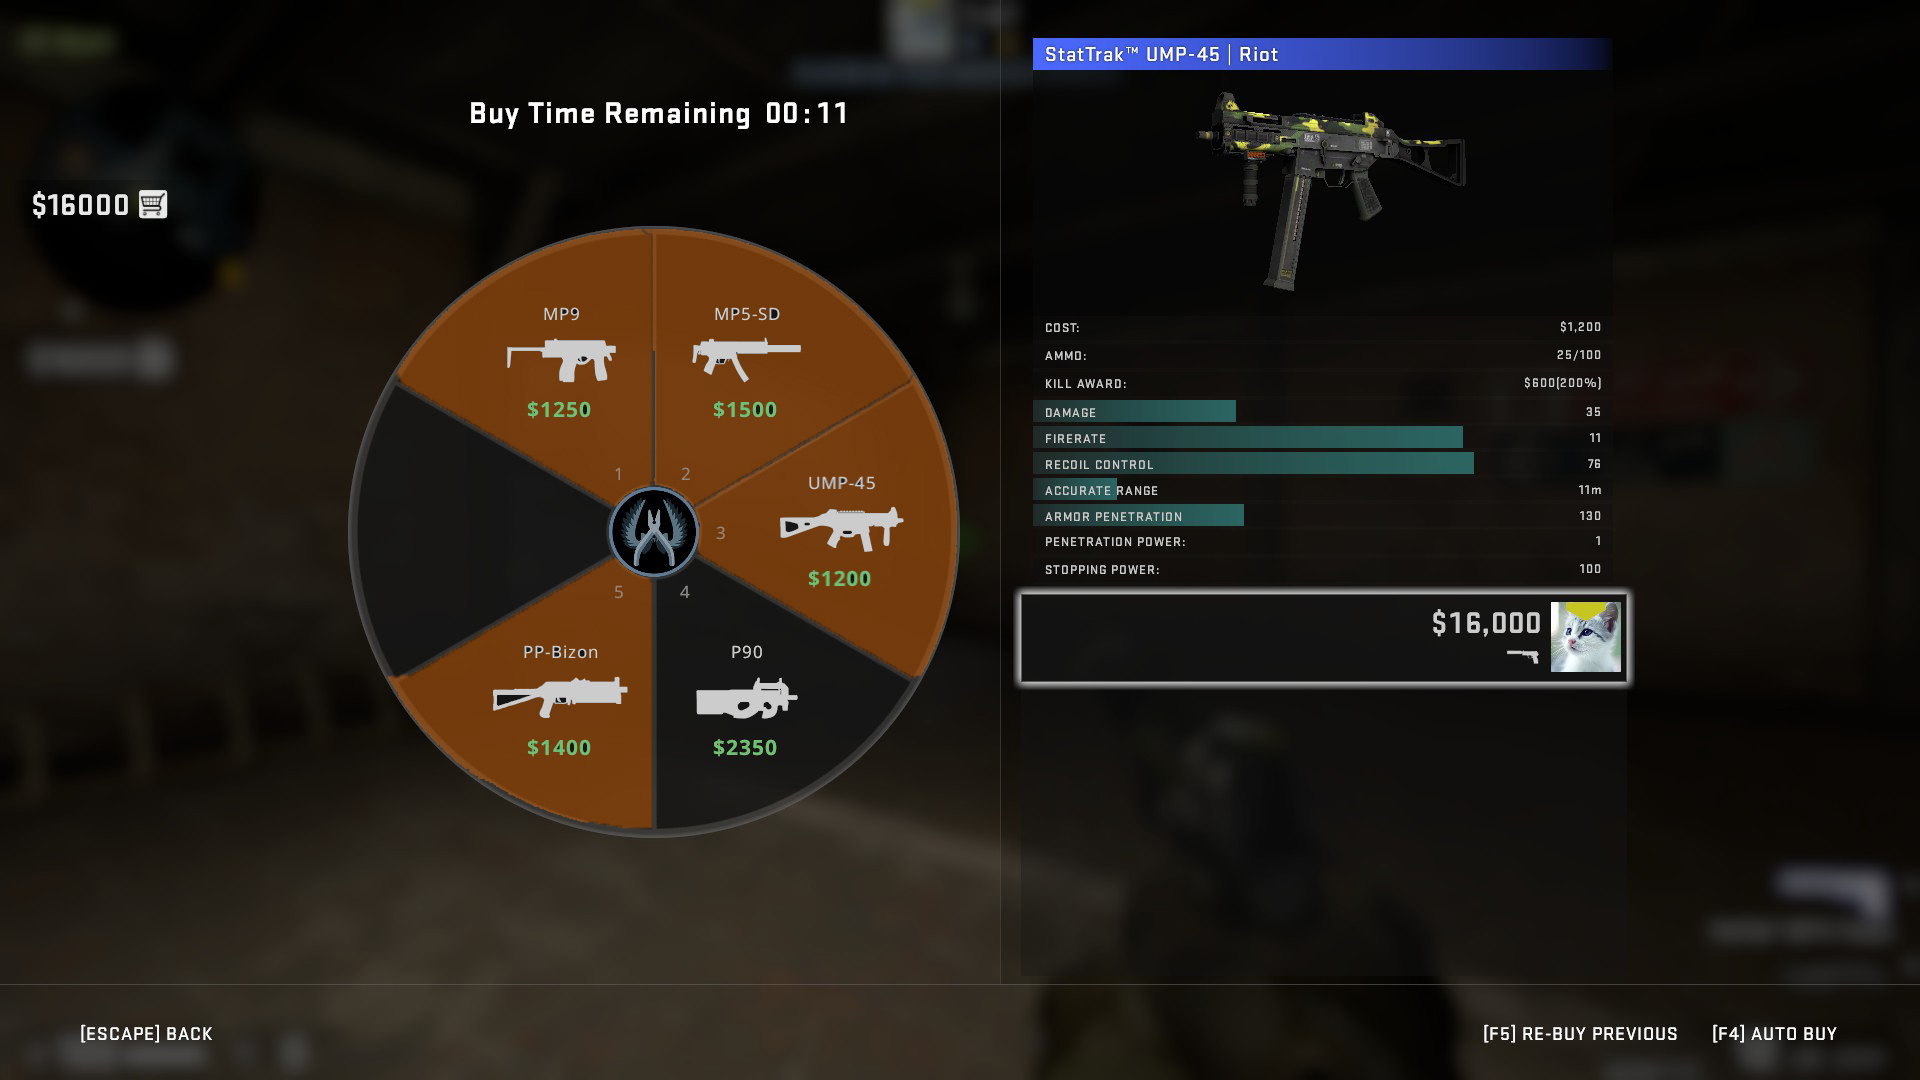 StatTrak™ UMP-45 | Riot
Buy Time Remaining 00:11
$16000
MP9
$1250
1
MP5-SD
$1500
2
UMP-45
3
$1200
5
4
PP-Bizon
$1400
P90
$2350
COST: $1,200
AMMO: 25/100
KILL AWARD: $600(200%)
DAMAGE 35
FIRERATE 11
RECOIL CONTROL 76
ACCURATE RANGE 11m
ARMOR PENETRATION 130
PENETRATION POWER: 1
STOPPING POWER: 100
$16,000
[ESCAPE] BACK
[F5] RE-BUY PREVIOUS
[F4] AUTO BUY